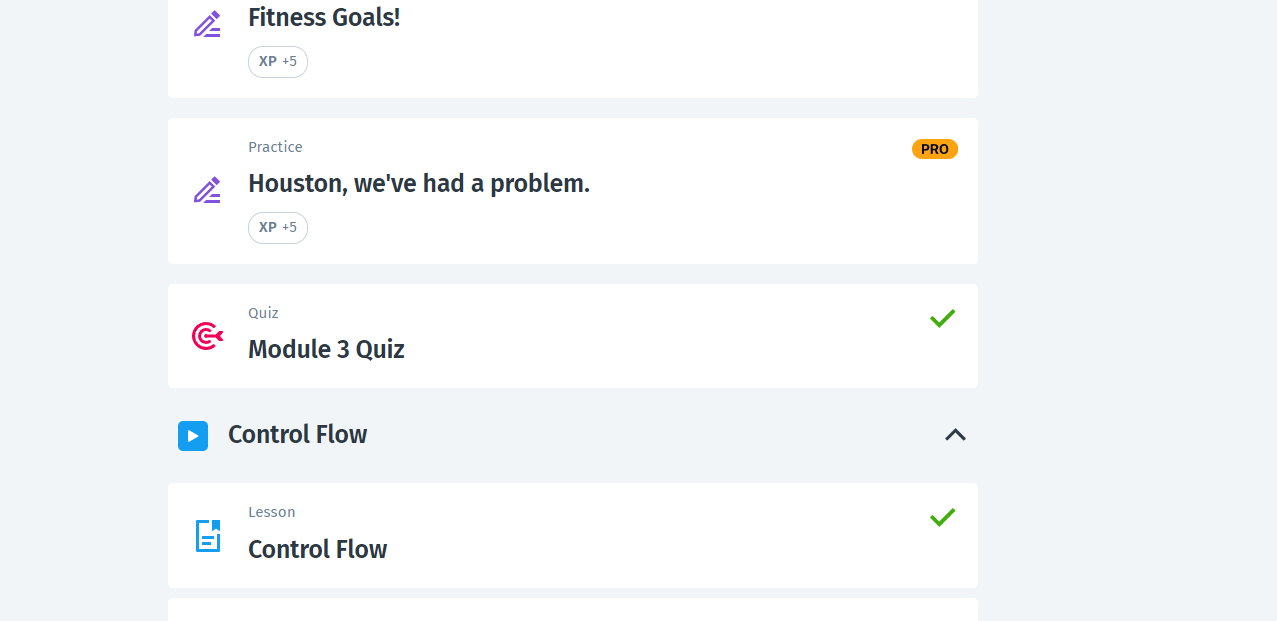 Fitness Goals!
XP +5
Practice
PRO
Houston, we've had a problem.
XP +5
Quiz
Module 3 Quiz
Control Flow
Lesson
Control Flow